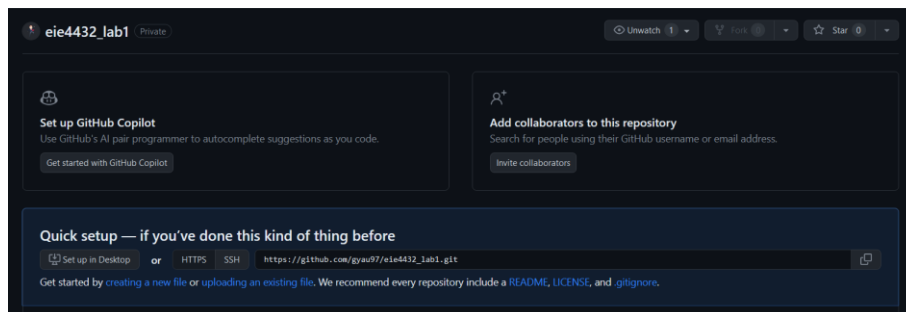 eie4432_lab1 Private Unwatch 1 Fork 0 Star 0
Set up GitHub Copilot
Use GitHub's AI pair programmer to autocomplete suggestions as you code.
Get started with GitHub Copilot
Add collaborators to this repository
Search for people using their GitHub username or email address.
Invite collaborators
Quick setup — if you've done this kind of thing before
Set up in Desktop or HTTPS SSH https://github.com/gyau97/eie4432_lab1.git
Get started by creating a new file or uploading an existing file. We recommend every repository include a README, LICENSE, and .gitignore.